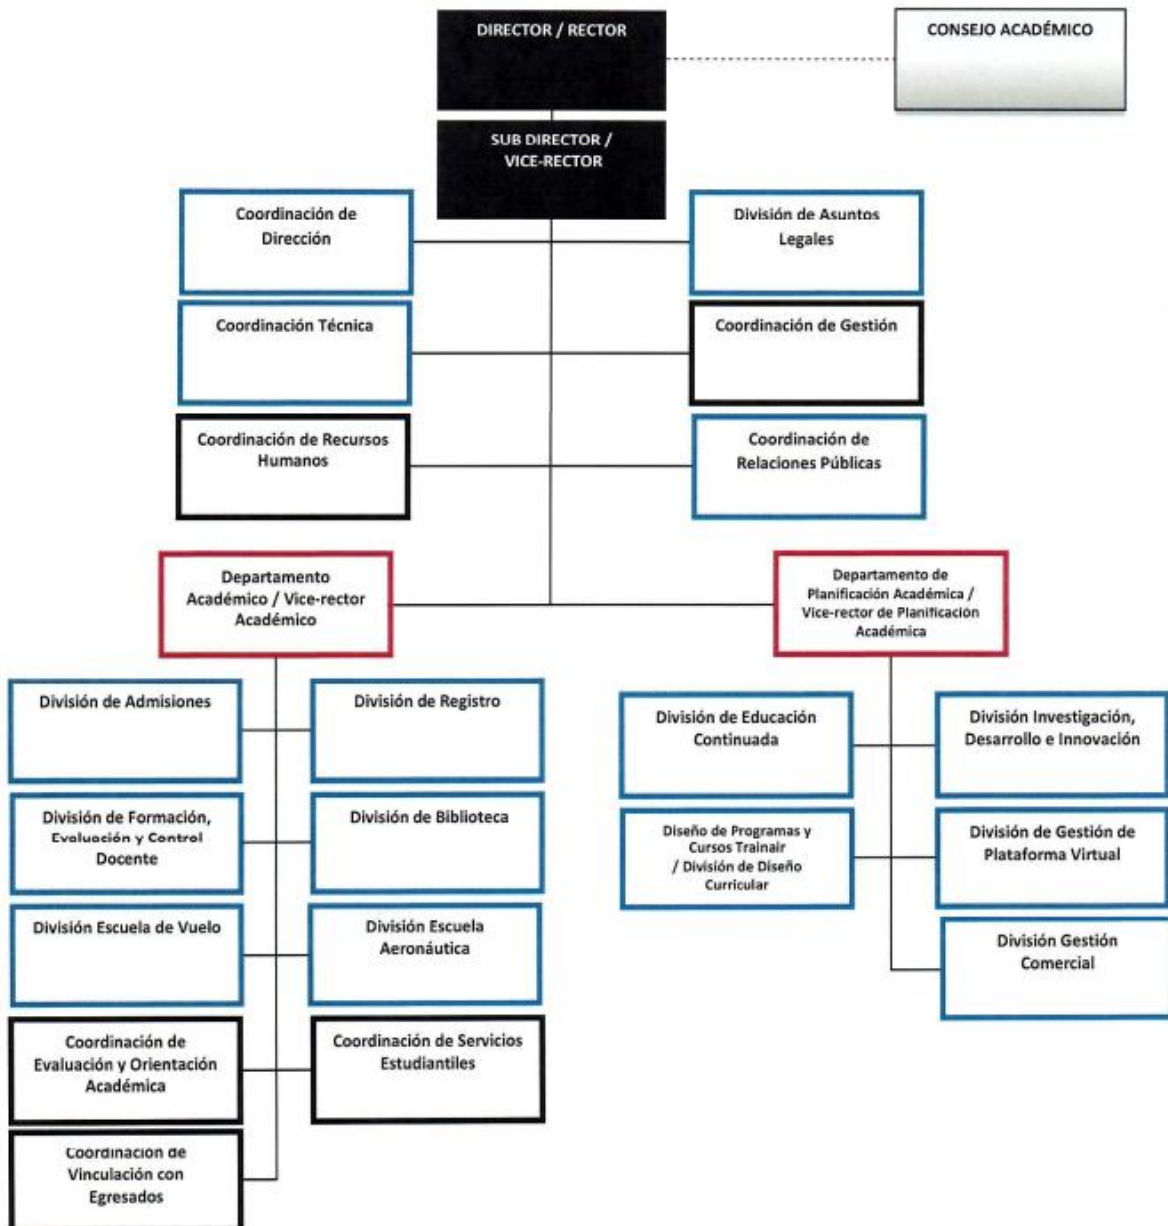 DIRECTOR / RECTOR
CONSEJO ACADÉMICO
SUB DIRECTOR /
VICE-RECTOR
Coordinación de
Dirección
División de Asuntos
Legales
Coordinación Técnica
Coordinación de Gestión
Coordinación de Recursos
Humanos
Coordinación de
Relaciones Públicas
Departamento
Académico / Vice-rector
Académico
Departamento de
Planificación Académica /
Vice-rector de Planificación
Académica
División de Admisiones
División de Registro
División de Educación
Continuada
División Investigación,
Desarrollo e Innovación
División de Formación,
Evaluación y Control
Docente
División de Biblioteca
Diseño de Programas y
Cursos Trainair
/ División de Diseño
Curricular
División de Gestión de
Plataforma Virtual
División Escuela de Vuelo
División Escuela
Aeronáutica
División Gestión
Comercial
Coordinación de
Evaluación y Orientación
Académica
Coordinación de Servicios
Estudiantiles
Coordinación de
Vinculación con
Egresados